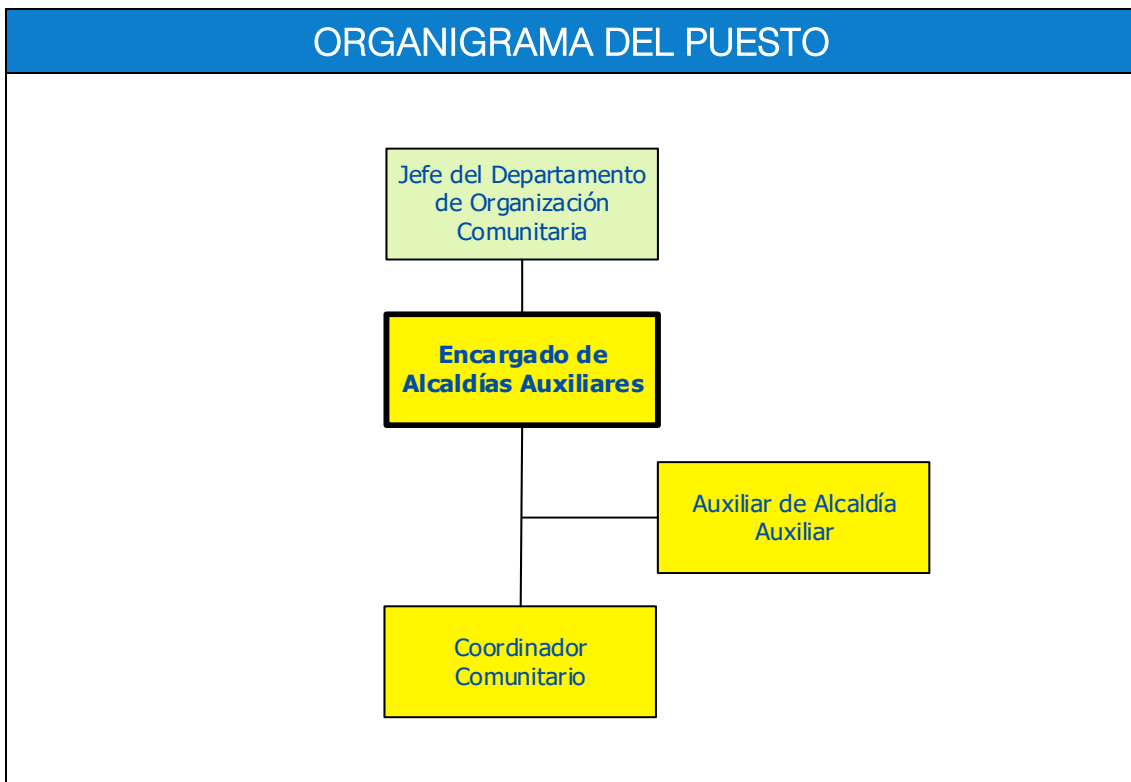 ORGANIGRAMA DEL PUESTO
Jefe del Departamento
de Organización
Comunitaria
Encargado de
Alcaldías Auxiliares
Auxiliar de Alcaldía
Auxiliar
Coordinador
Comunitario